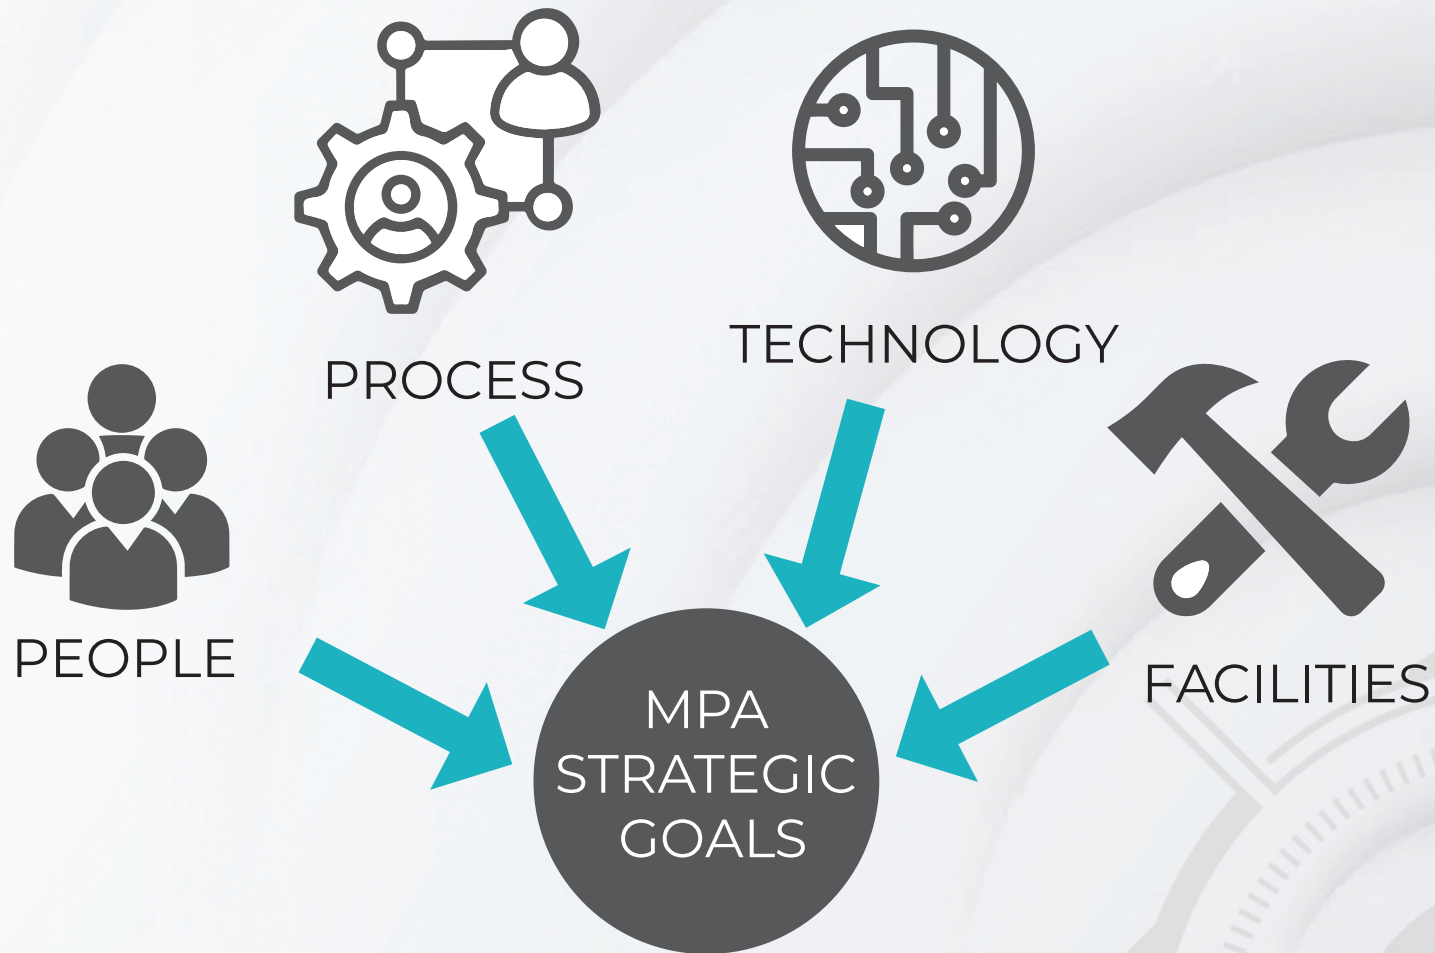 PROCESS
TECHNOLOGY
PEOPLE
FACILITIES
MPA
STRATEGIC
GOALS